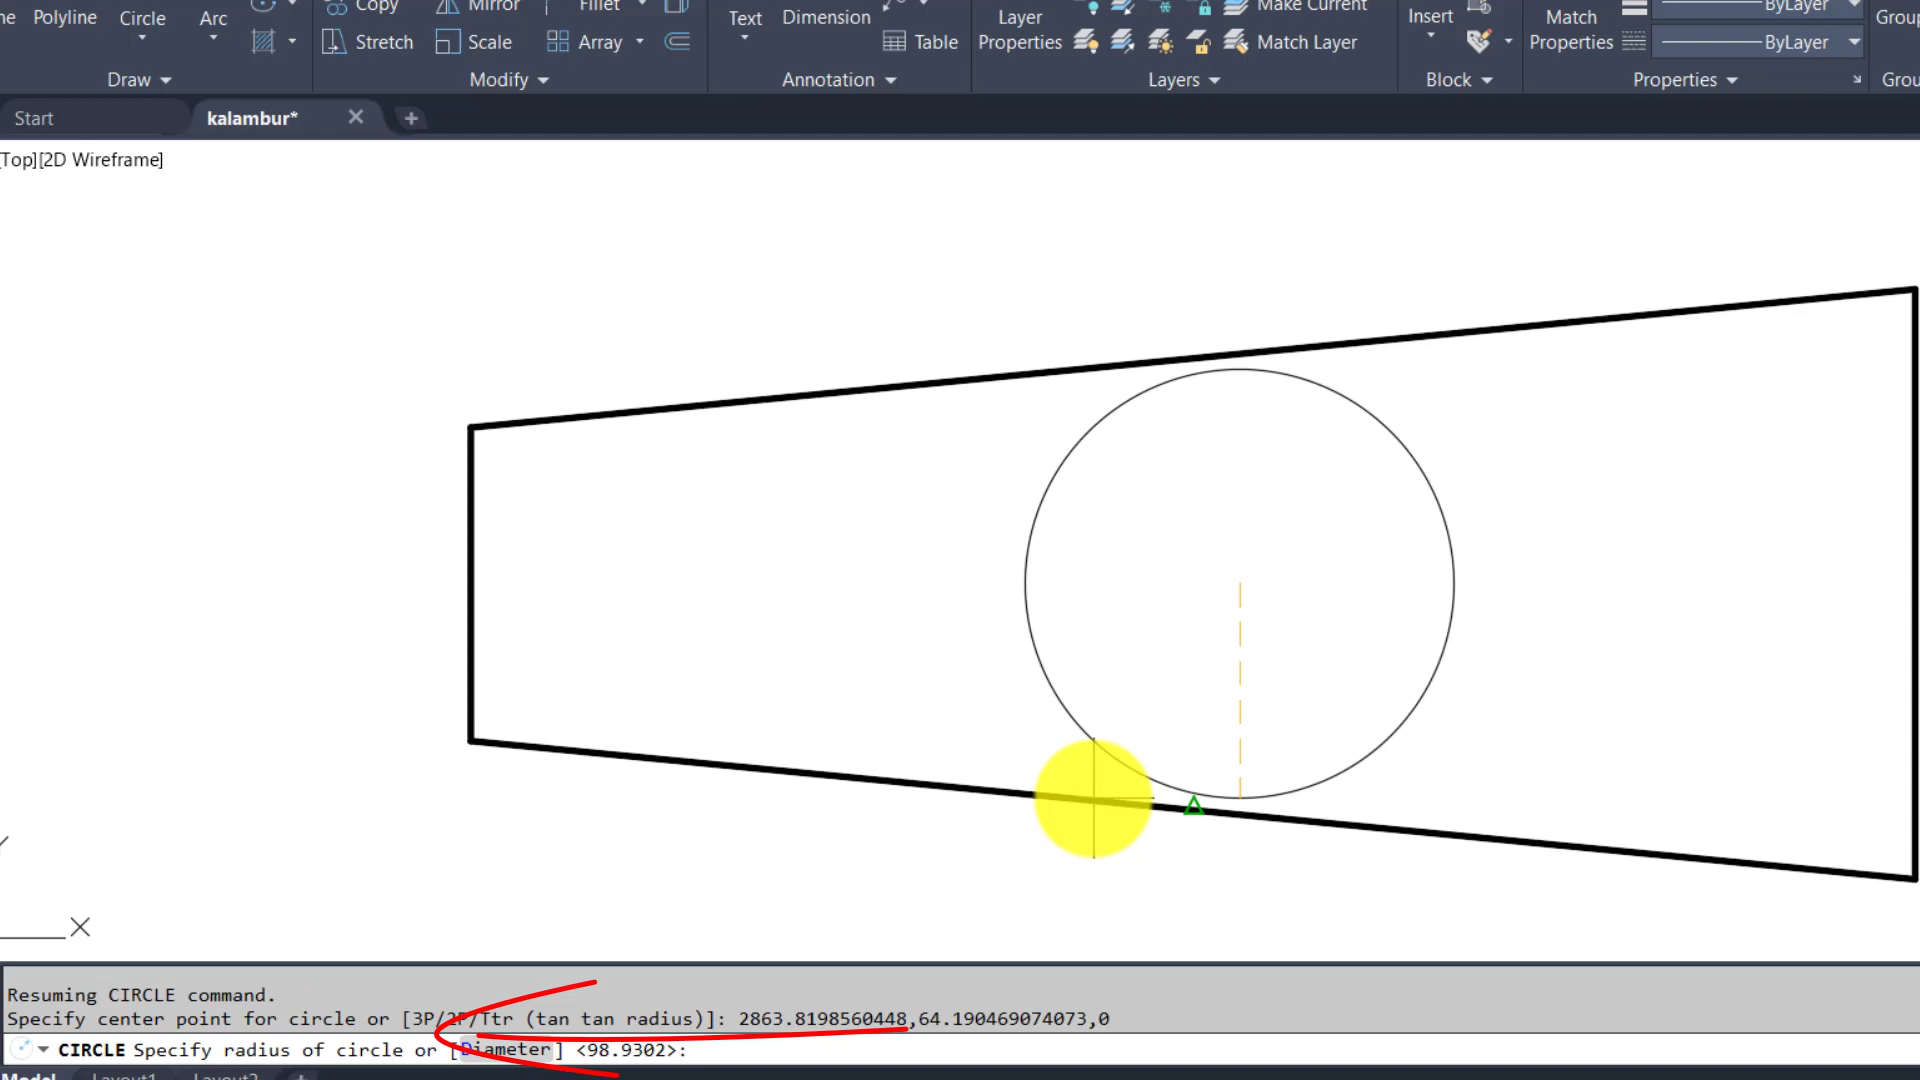 Copy Mirror Fillet Make Current ByLayer
Polyline Circle Arc Text Dimension Layer Properties Insert Match Properties
Stretch Scale Array Table Match Layer ByLayer
Draw Modify Annotation Layers Block Properties
Start kalambur*
[Top][2D Wireframe]
X
Resuming CIRCLE command.
Specify center point for circle or [3P/2P/Ttr (tan tan radius)]: 2863.8198560448,64.190469074073,0
CIRCLE Specify radius of circle or [Diameter] <98.9302>:
Model Layout1 Layout2